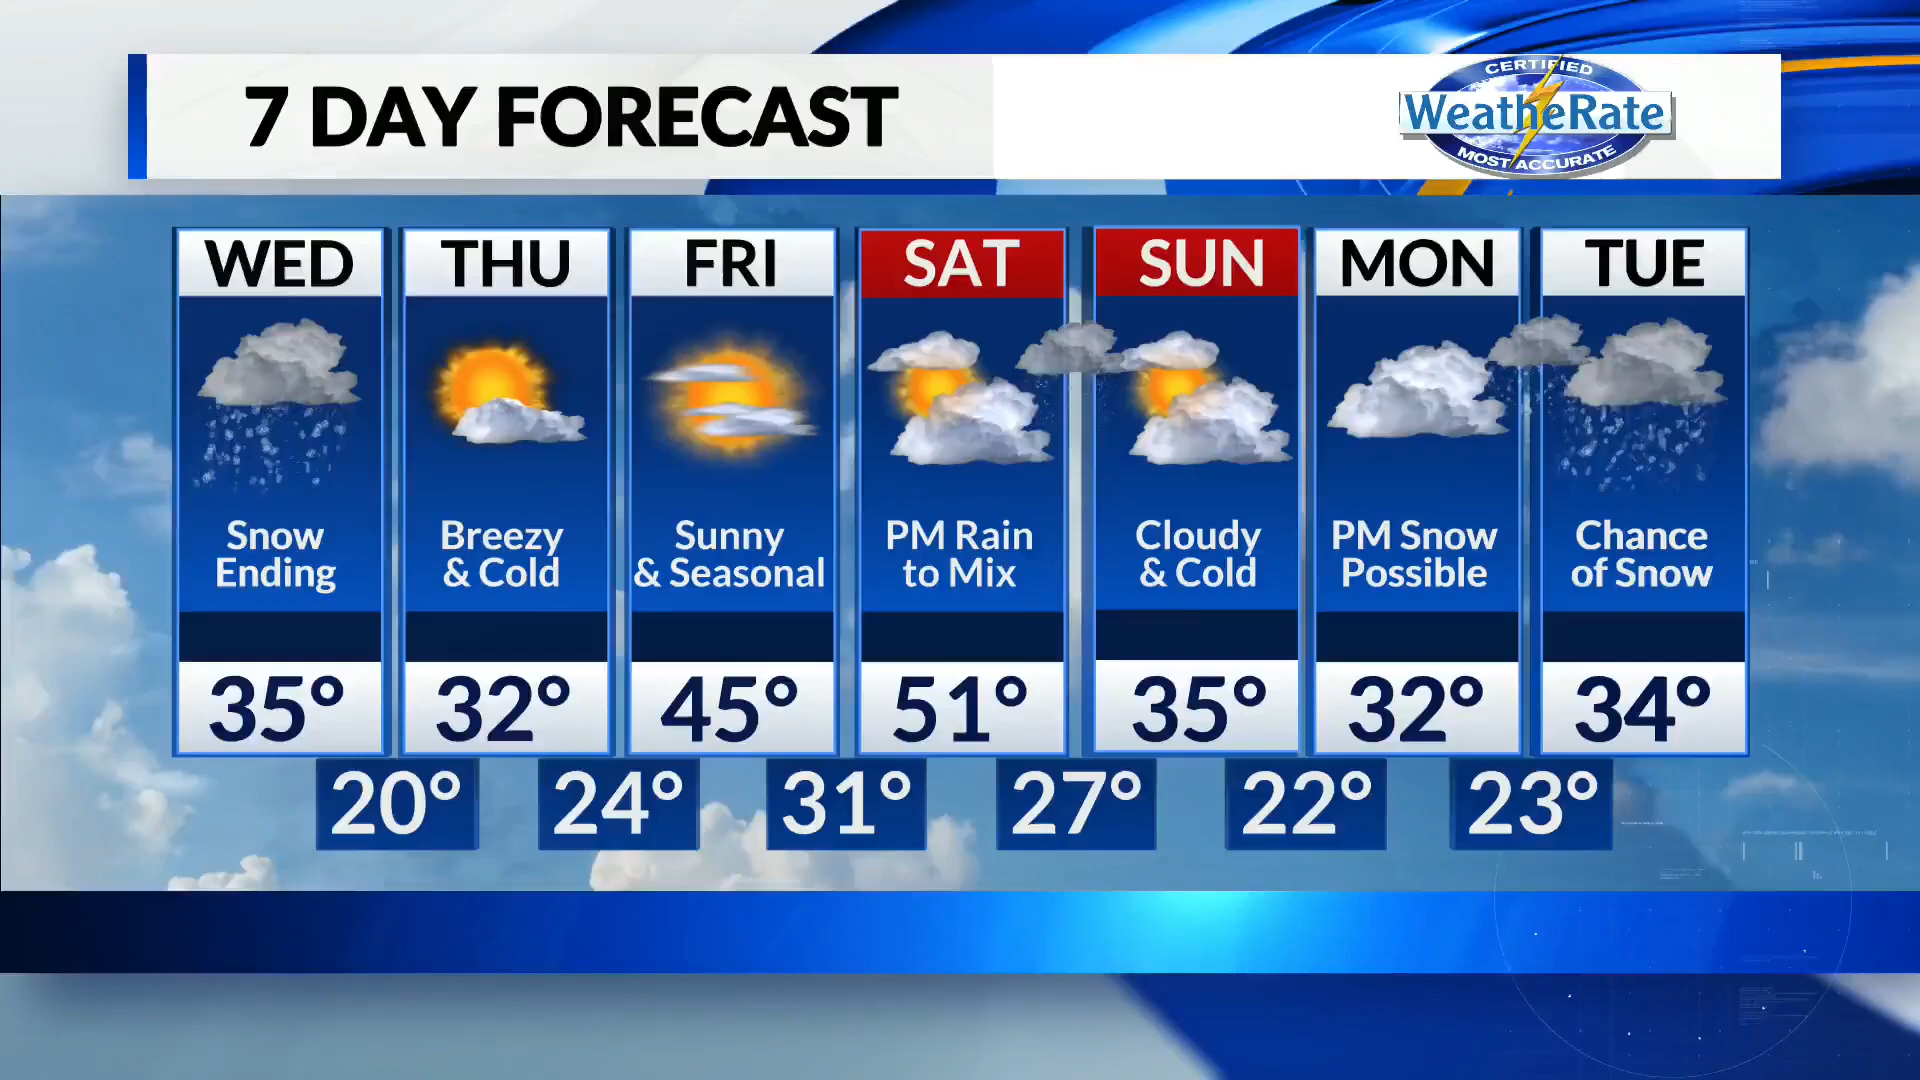 7 DAY FORECAST
CERTIFIED
WeatheRate
MOST ACCURATE
WED
THU
FRI
SAT
SUN
MON
TUE
Snow
Ending
Breezy
& Cold
Sunny
& Seasonal
PM Rain
to Mix
Cloudy
& Cold
PM Snow
Possible
Chance
of Snow
35°
32°
45°
51°
35°
32°
34°
20°
24°
31°
27°
22°
23°